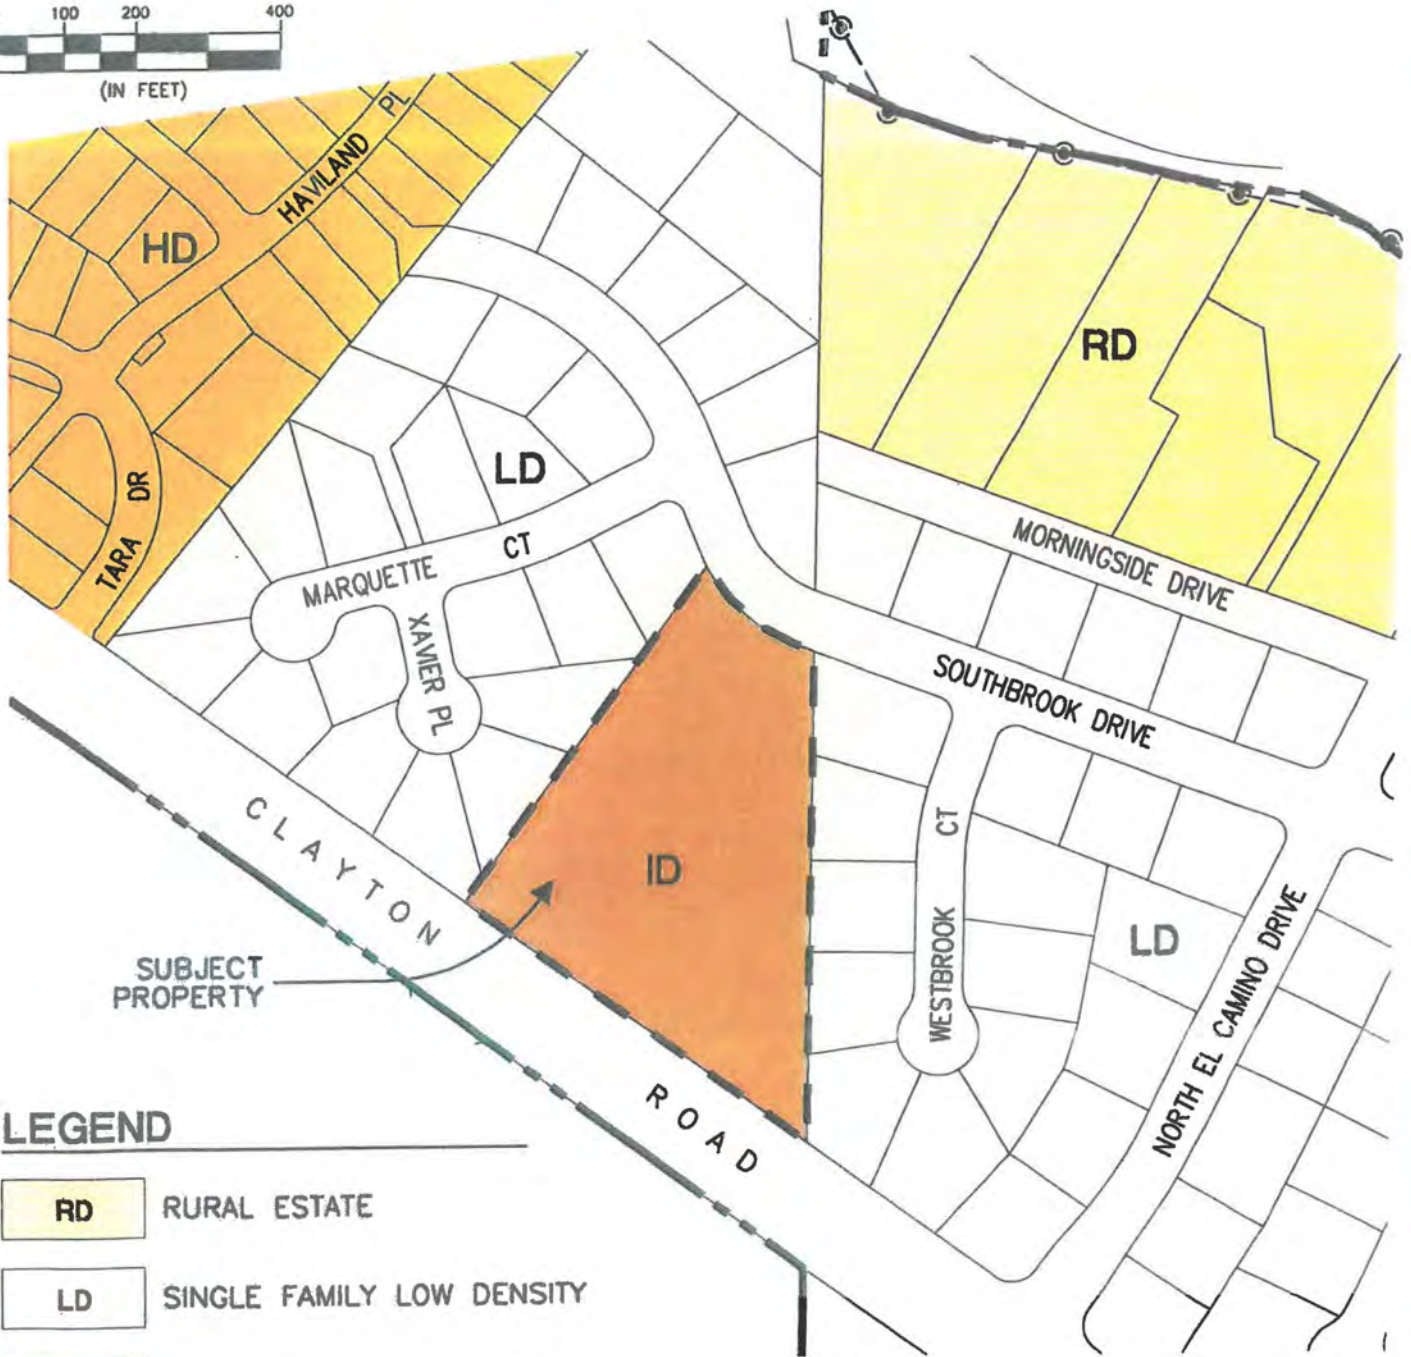 100 200 400
(IN FEET)
HAVILAND PL
HD
RD
LD
TARA DR
MARQUETTE CT
XAVIER PL
MORNINGSIDE DRIVE
SOUTHBROOK DRIVE
CLAYTON ROAD
ID
WESTBROOK CT
LD
NORTH EL CAMINO DRIVE
SUBJECT
PROPERTY
LEGEND
RD RURAL ESTATE
LD SINGLE FAMILY LOW DENSITY